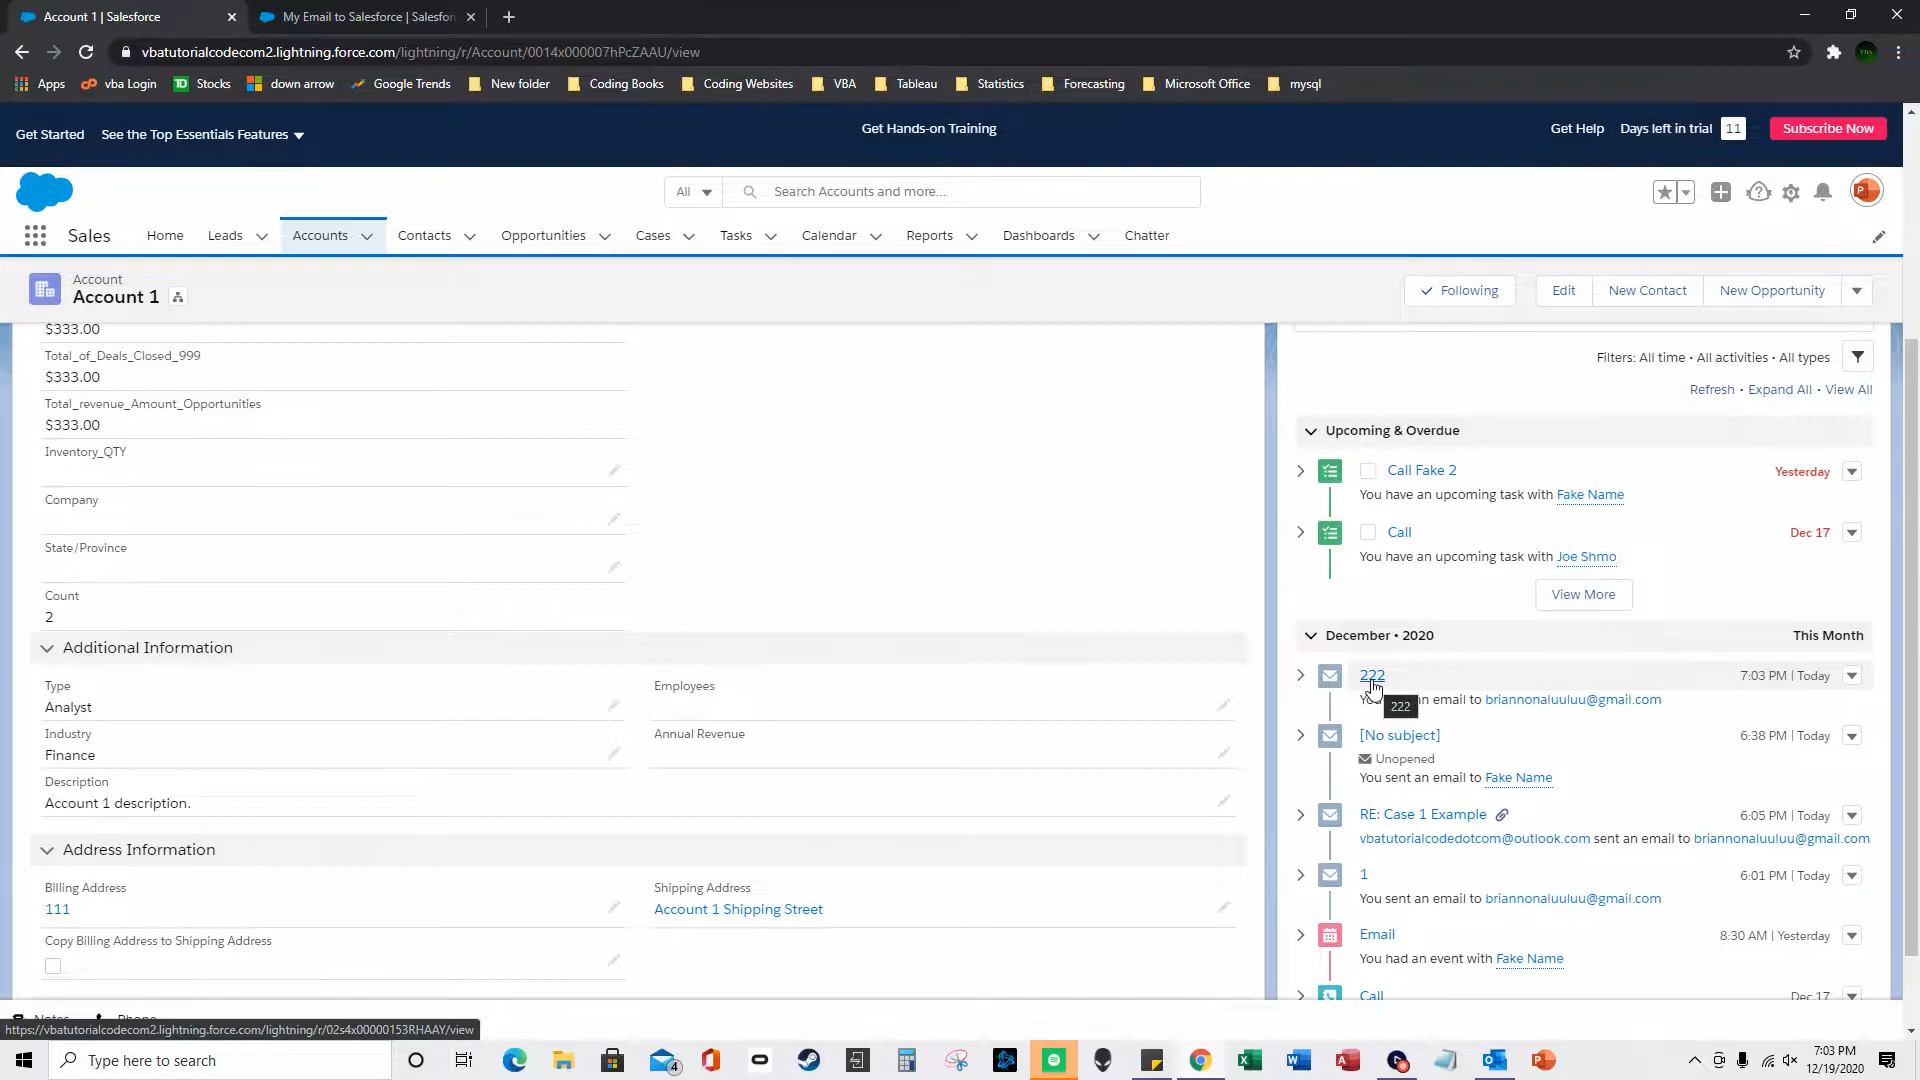 Account 1 | Salesforce
My Email to Salesforce | Salesfor
vbatutorialcodecom2.lightning.force.com/lightning/r/Account/0014x000007hPcZAAU/view
Apps vba Login TD Stocks down arrow Google Trends New folder Coding Books Coding Websites VBA Tableau Statistics Forecasting Microsoft Office mysql
Get Started See the Top Essentials Features Get Hands-on Training Get Help Days left in trial 11 Subscribe Now
All Search Accounts and more...
Sales Home Leads Accounts Contacts Opportunities Cases Tasks Calendar Reports Dashboards Chatter
Account
Account 1
Following Edit New Contact New Opportunity
$333.00
Total_of_Deals_Closed_999
$333.00
Total_revenue_Amount_Opportunities
$333.00
Inventory_QTY
Company
State/Province
Count
2
Additional Information
Type Employees
Analyst
Industry Annual Revenue
Finance
Description
Account 1 description.
Address Information
Billing Address Shipping Address
111 Account 1 Shipping Street
Copy Billing Address to Shipping Address
Filters: All time • All activities • All types
Refresh • Expand All • View All
Upcoming & Overdue
Call Fake 2 Yesterday
You have an upcoming task with Fake Name
Call Dec 17
You have an upcoming task with Joe Shmo
View More
December • 2020 This Month
222 7:03 PM | Today
an email to briannonaluuluu@gmail.com
222
[No subject] 6:38 PM | Today
Unopened
You sent an email to Fake Name
RE: Case 1 Example 6:05 PM | Today
vbatutorialcodedotcom@outlook.com sent an email to briannonaluuluu@gmail.com
1 6:01 PM | Today
You sent an email to briannonaluuluu@gmail.com
Email 8:30 AM | Yesterday
You had an event with Fake Name
Call Dec 17
Notes Phone
https://vbatutorialcodecom2.lightning.force.com/lightning/r/02s4x00000153RHAAY/view
Type here to search
4
7:03 PM
12/19/2020